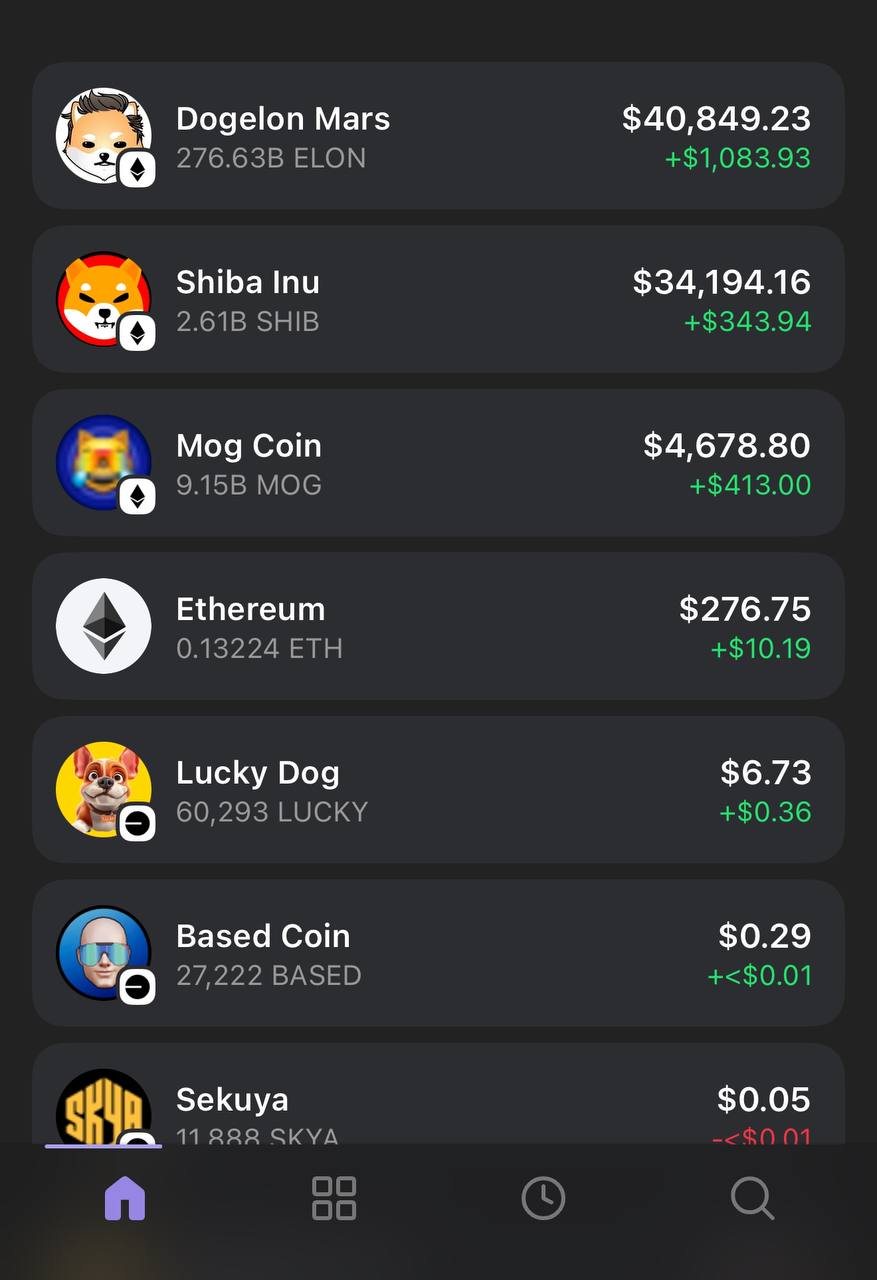 Dogelon Mars
$40,849.23
276.63B ELON
+$1,083.93
Shiba Inu
$34,194.16
2.61B SHIB
+$343.94
Mog Coin
$4,678.80
9.15B MOG
+$413.00
Ethereum
$276.75
0.13224 ETH
+$10.19
Lucky Dog
$6.73
60,293 LUCKY
+$0.36
Based Coin
$0.29
27,222 BASED
+<$0.01
SKYA
Sekuya
$0.05
11,888 SKYA
-<$0.01